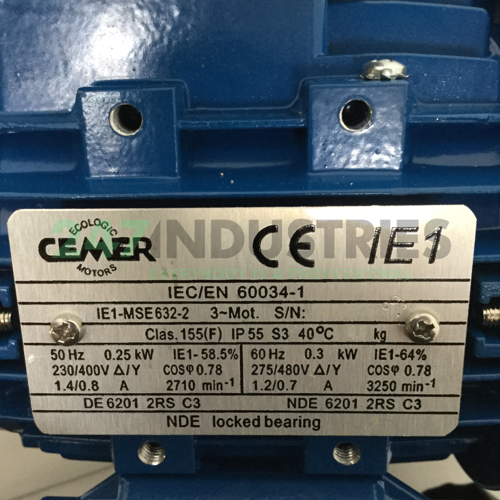 ECOLOGIC
CEMER
MOTORS
CE IE1
IEC/EN 60034-1
IE1-MSE632-2 3~Mot. S/N:
Clas.155(F) IP 55 S3 40°C kg
50 Hz 0.25 kW IE1- 58.5% 60 Hz 0.3 kW IE1-64%
230/400V Δ/Y COSφ 0.78 275/480V Δ/Y COSφ 0.78
1.4/0.8 A 2710 min⁻¹ 1.2/0.7 A 3250 min⁻¹
DE 6201 2RS C3 NDE 6201 2RS C3
NDE locked bearing